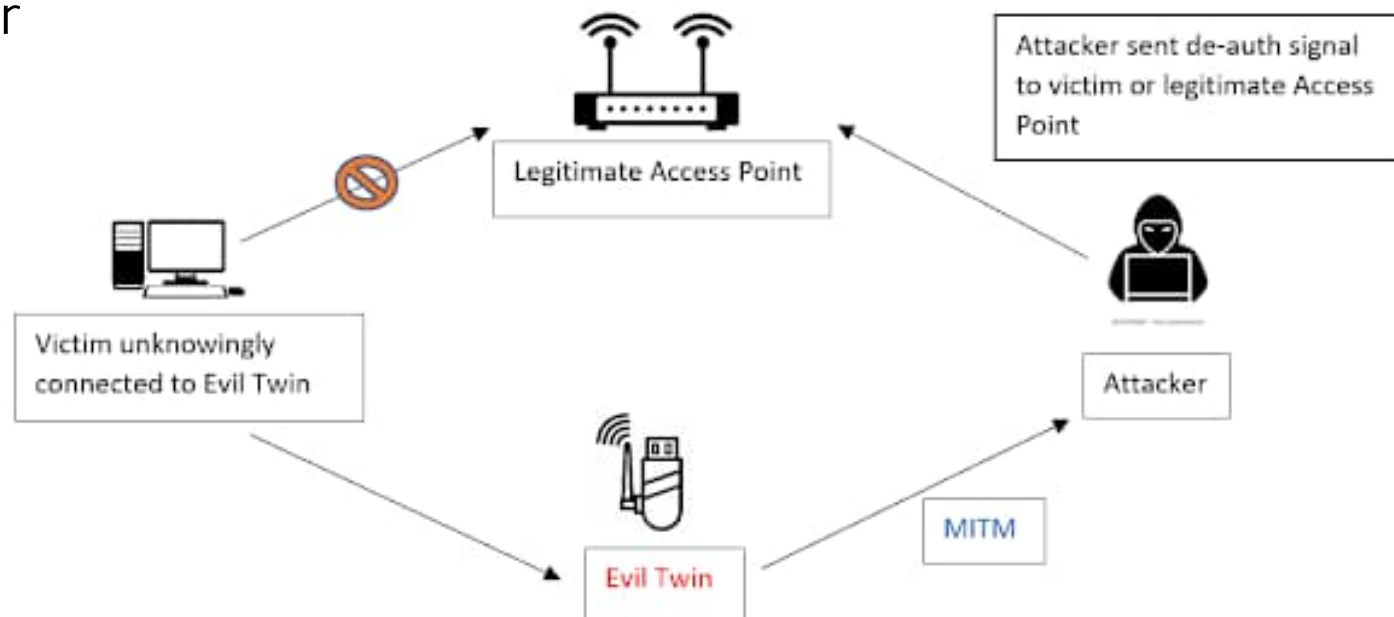 r
Attacker sent de-auth signal
to victim or legitimate Access
Point
Legitimate Access Point
Victim unknowingly
connected to Evil Twin
Attacker
MITM
Evil Twin